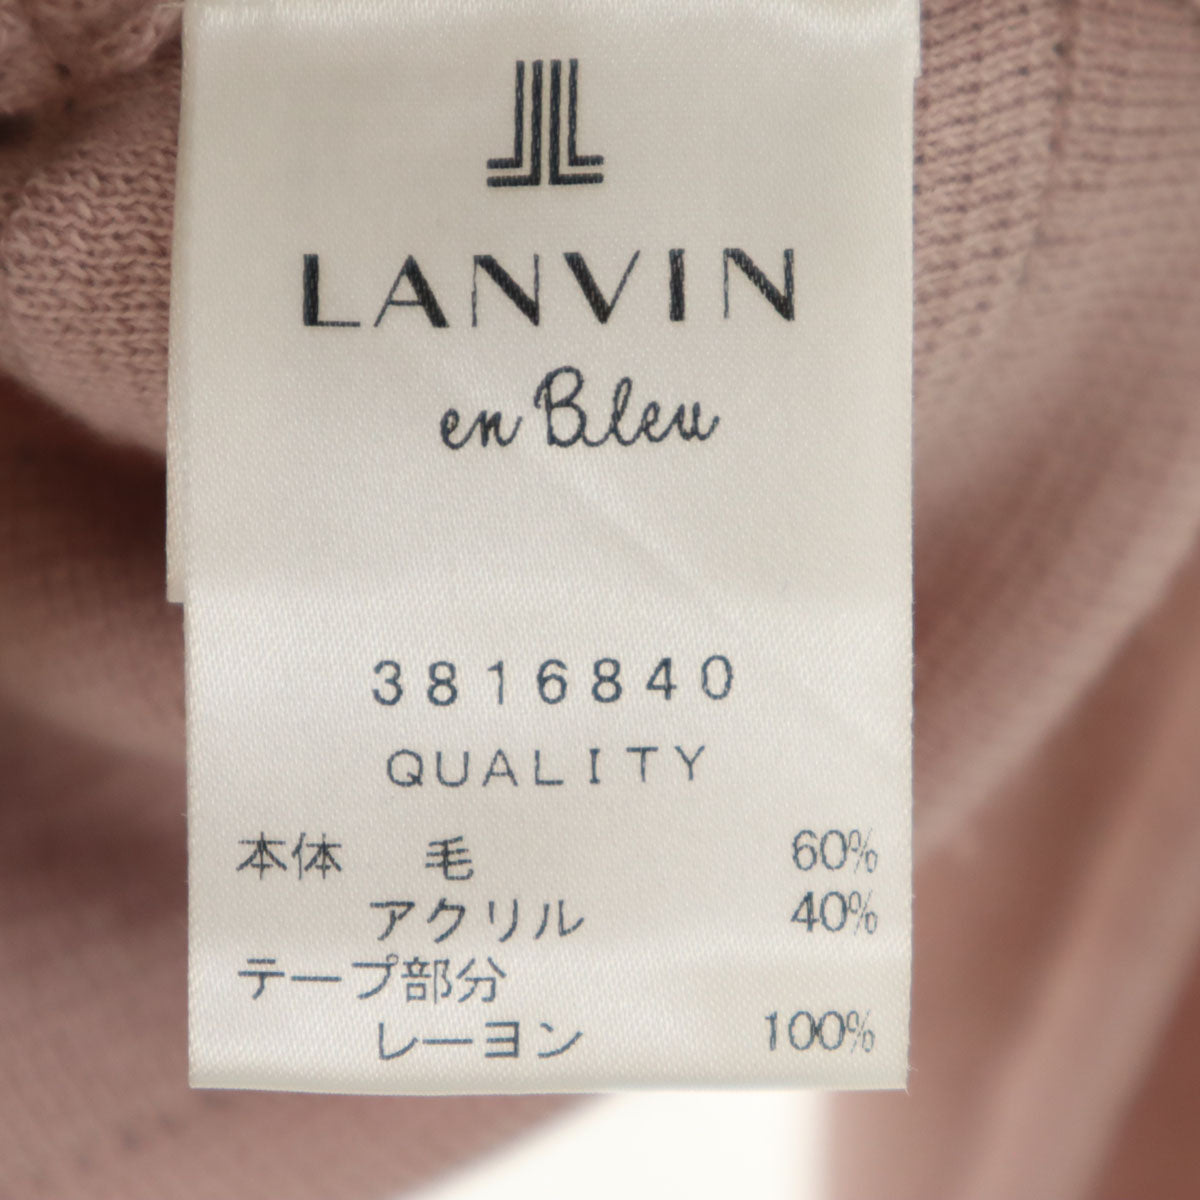 LANVIN
en Bleu
3816840
QUALITY
本体 毛 60%
アクリル 40%
テープ部分
レーヨン 100%